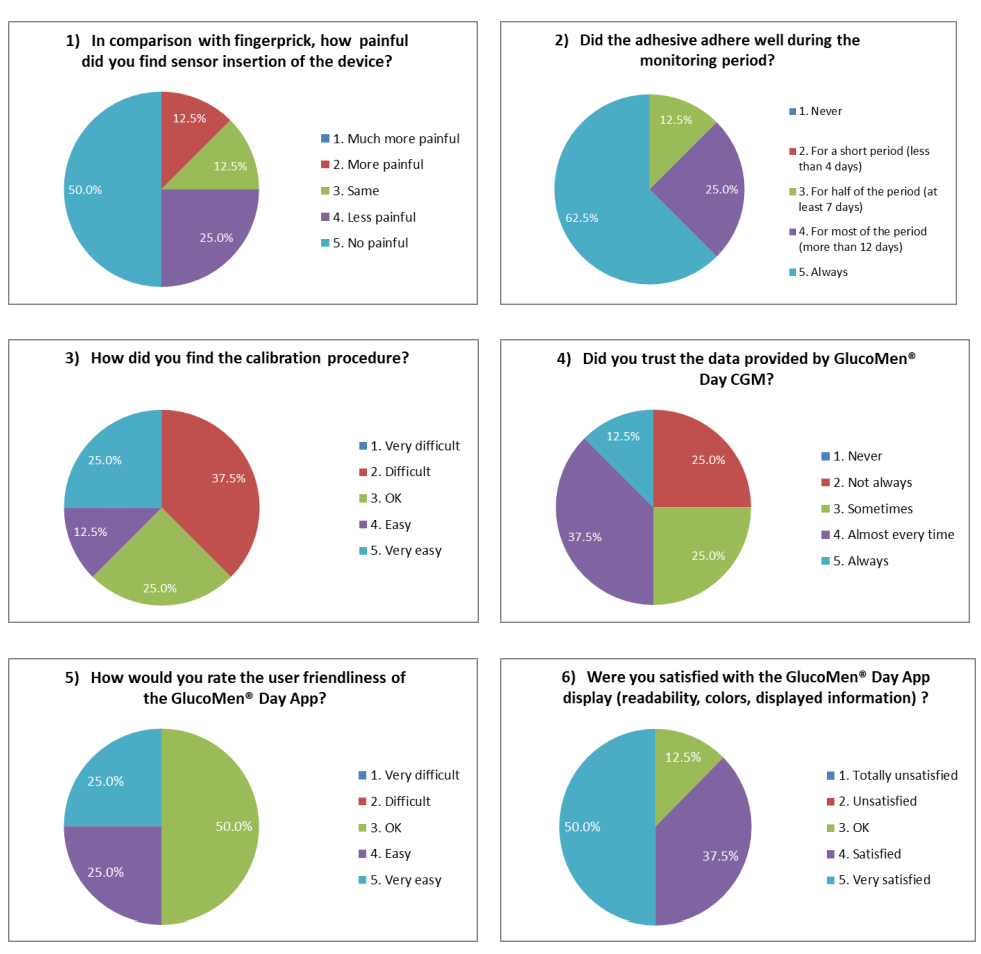 1) In comparison with fingerprick, how painful
did you find sensor insertion of the device?
12.5%
12.5%
25.0%
50.0%
1. Much more painful
2. More painful
3. Same
4. Less painful
5. No painful
2) Did the adhesive adhere well during the
monitoring period?
12.5%
25.0%
62.5%
1. Never
2. For a short period (less
than 4 days)
3. For half of the period (at
least 7 days)
4. For most of the period
(more than 12 days)
5. Always
3) How did you find the calibration procedure?
37.5%
25.0%
12.5%
25.0%
1. Very difficult
2. Difficult
3. OK
4. Easy
5. Very easy
4) Did you trust the data provided by GlucoMen®
Day CGM?
25.0%
25.0%
37.5%
12.5%
1. Never
2. Not always
3. Sometimes
4. Almost every time
5. Always
5) How would you rate the user friendliness of
the GlucoMen® Day App?
50.0%
25.0%
25.0%
1. Very difficult
2. Difficult
3. OK
4. Easy
5. Very easy
6) Were you satisfied with the GlucoMen® Day App
display (readability, colors, displayed information) ?
12.5%
37.5%
50.0%
1. Totally unsatisfied
2. Unsatisfied
3. OK
4. Satisfied
5. Very satisfied